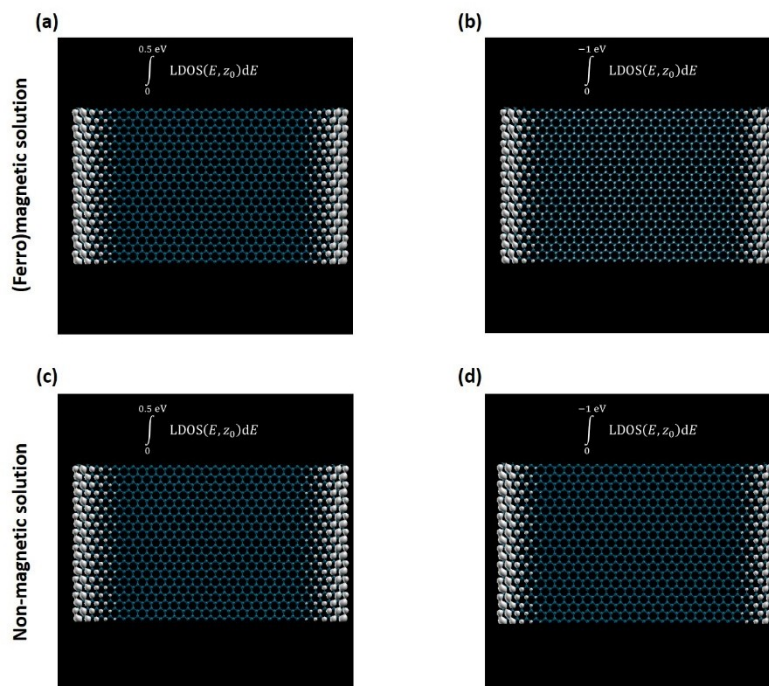 (a)
(b)
(Ferro)magnetic solution
0.5 eV
∫ LDOS(E, z₀)dE
0
−1 eV
∫ LDOS(E, z₀)dE
0
(c)
(d)
Non-magnetic solution
0.5 eV
∫ LDOS(E, z₀)dE
0
−1 eV
∫ LDOS(E, z₀)dE
0